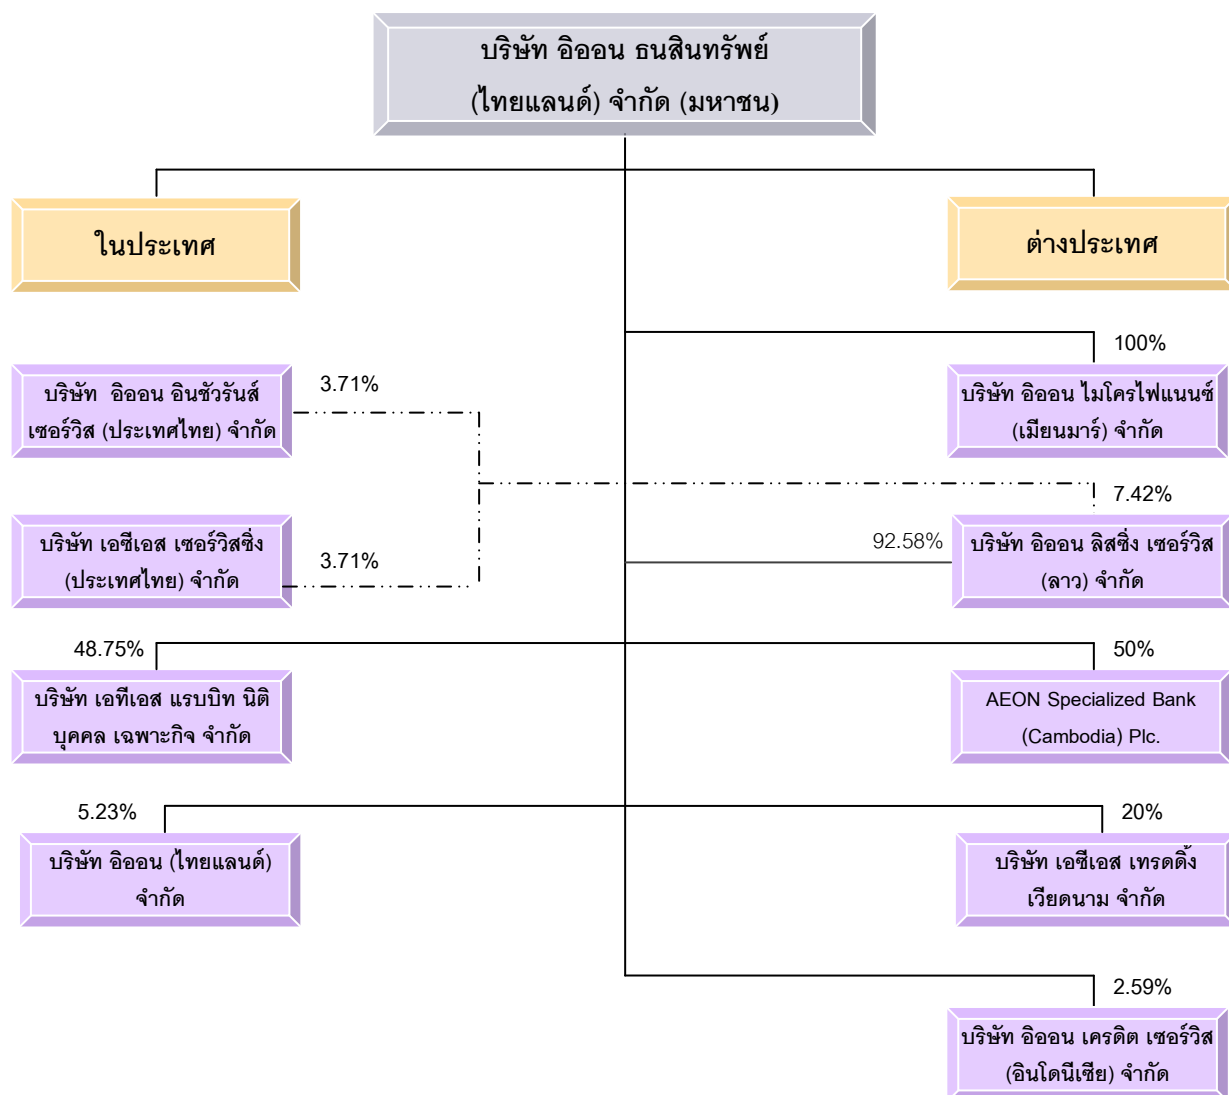 บริษัท อิออน ธนสินทรัพย์
(ไทยแลนด์) จำกัด (มหาชน)
ในประเทศ
ต่างประเทศ
100%
บริษัท อิออน อินชัวรันส์
เซอร์วิส (ประเทศไทย) จำกัด
3.71%
บริษัท อิออน ไมโครไฟแนนซ์
(เมียนมาร์) จำกัด
7.42%
บริษัท เอซีเอส เซอร์วิสซิ่ง
(ประเทศไทย) จำกัด
3.71%
92.58%
บริษัท อิออน ลิสซิ่ง เซอร์วิส
(ลาว) จำกัด
48.75%
50%
บริษัท เอทีเอส แรบบิท นิติ
บุคคล เฉพาะกิจ จำกัด
AEON Specialized Bank
(Cambodia) Plc.
5.23%
20%
บริษัท อิออน (ไทยแลนด์)
จำกัด
บริษัท เอซีเอส เทรดดิ้ง
เวียดนาม จำกัด
2.59%
บริษัท อิออน เครดิต เซอร์วิส
(อินโดนีเซีย) จำกัด